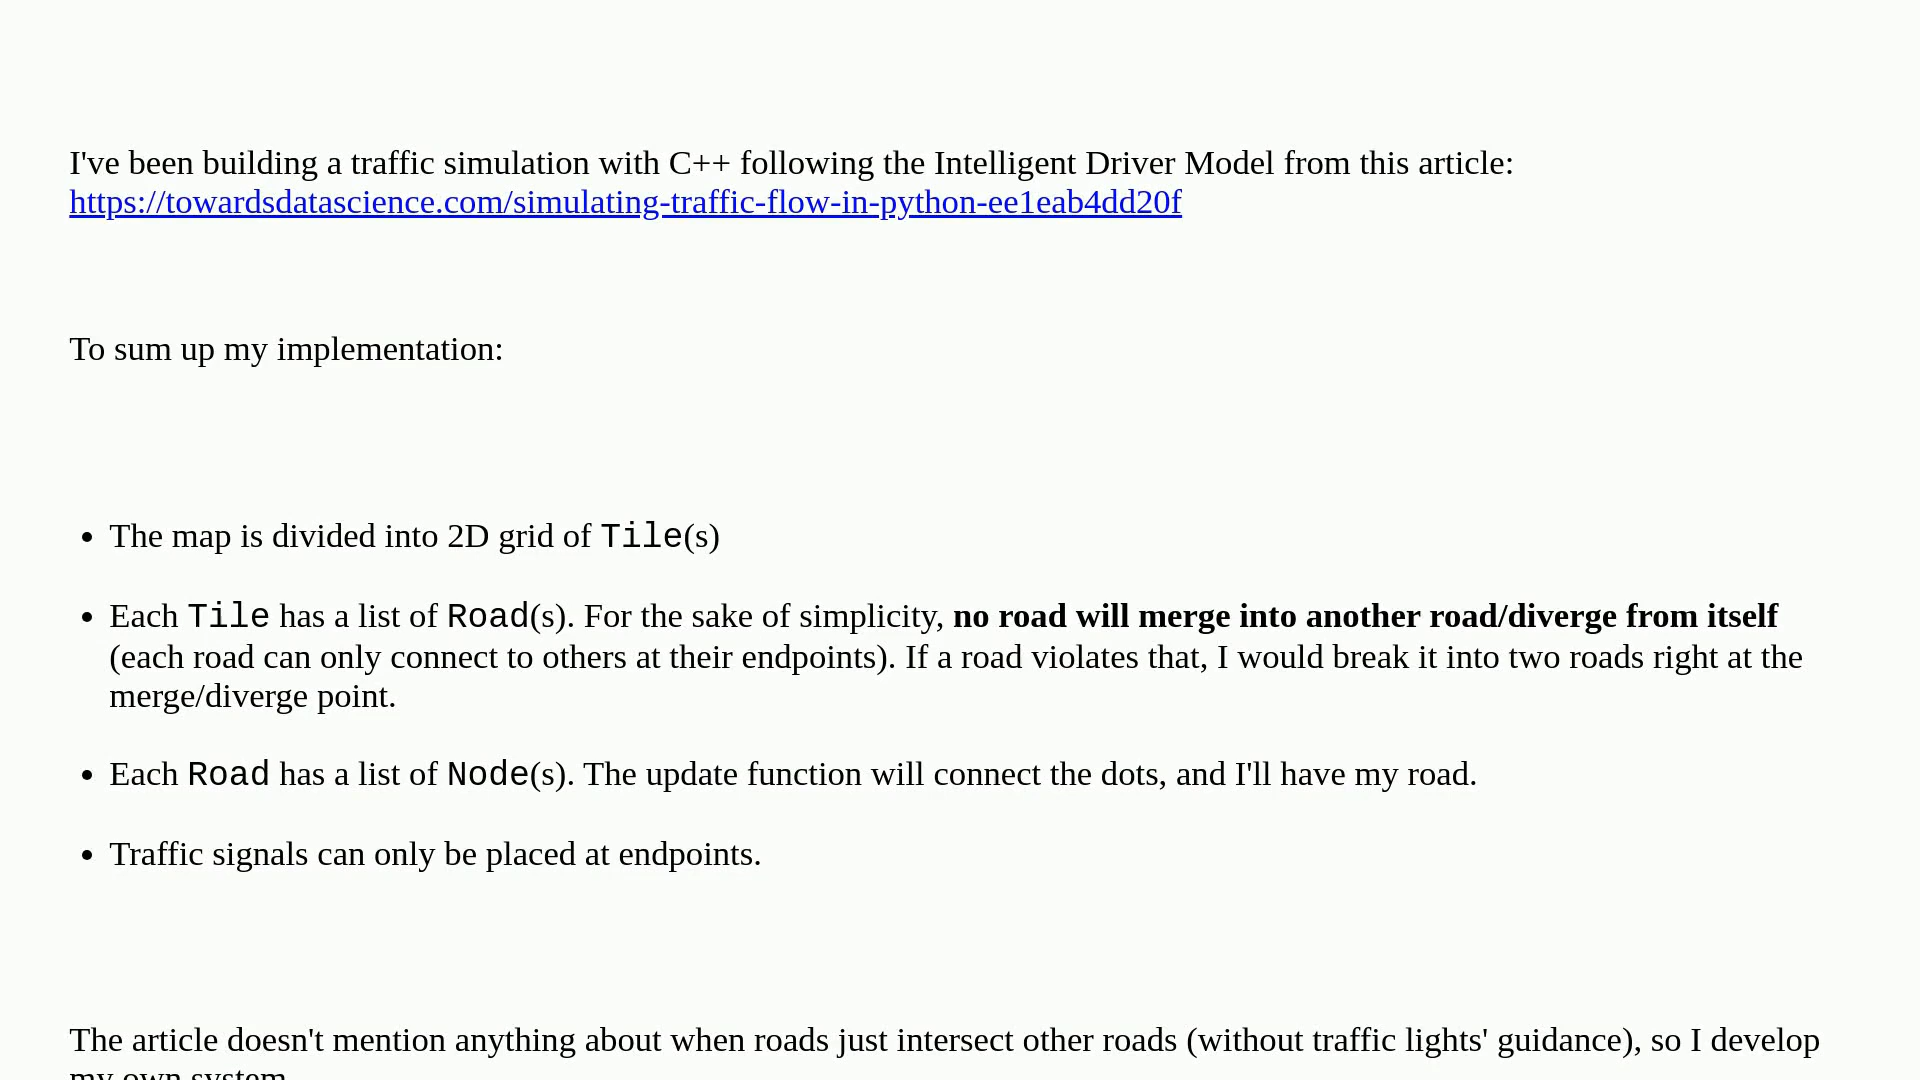 I've been building a traffic simulation with C++ following the Intelligent Driver Model from this article:
https://towardsdatascience.com/simulating-traffic-flow-in-python-ee1eab4dd20f
To sum up my implementation:
• The map is divided into 2D grid of Tile(s)
• Each Tile has a list of Road(s). For the sake of simplicity, no road will merge into another road/diverge from itself
(each road can only connect to others at their endpoints). If a road violates that, I would break it into two roads right at the
merge/diverge point.
• Each Road has a list of Node(s). The update function will connect the dots, and I'll have my road.
• Traffic signals can only be placed at endpoints.
The article doesn't mention anything about when roads just intersect other roads (without traffic lights' guidance), so I develop
my own system.